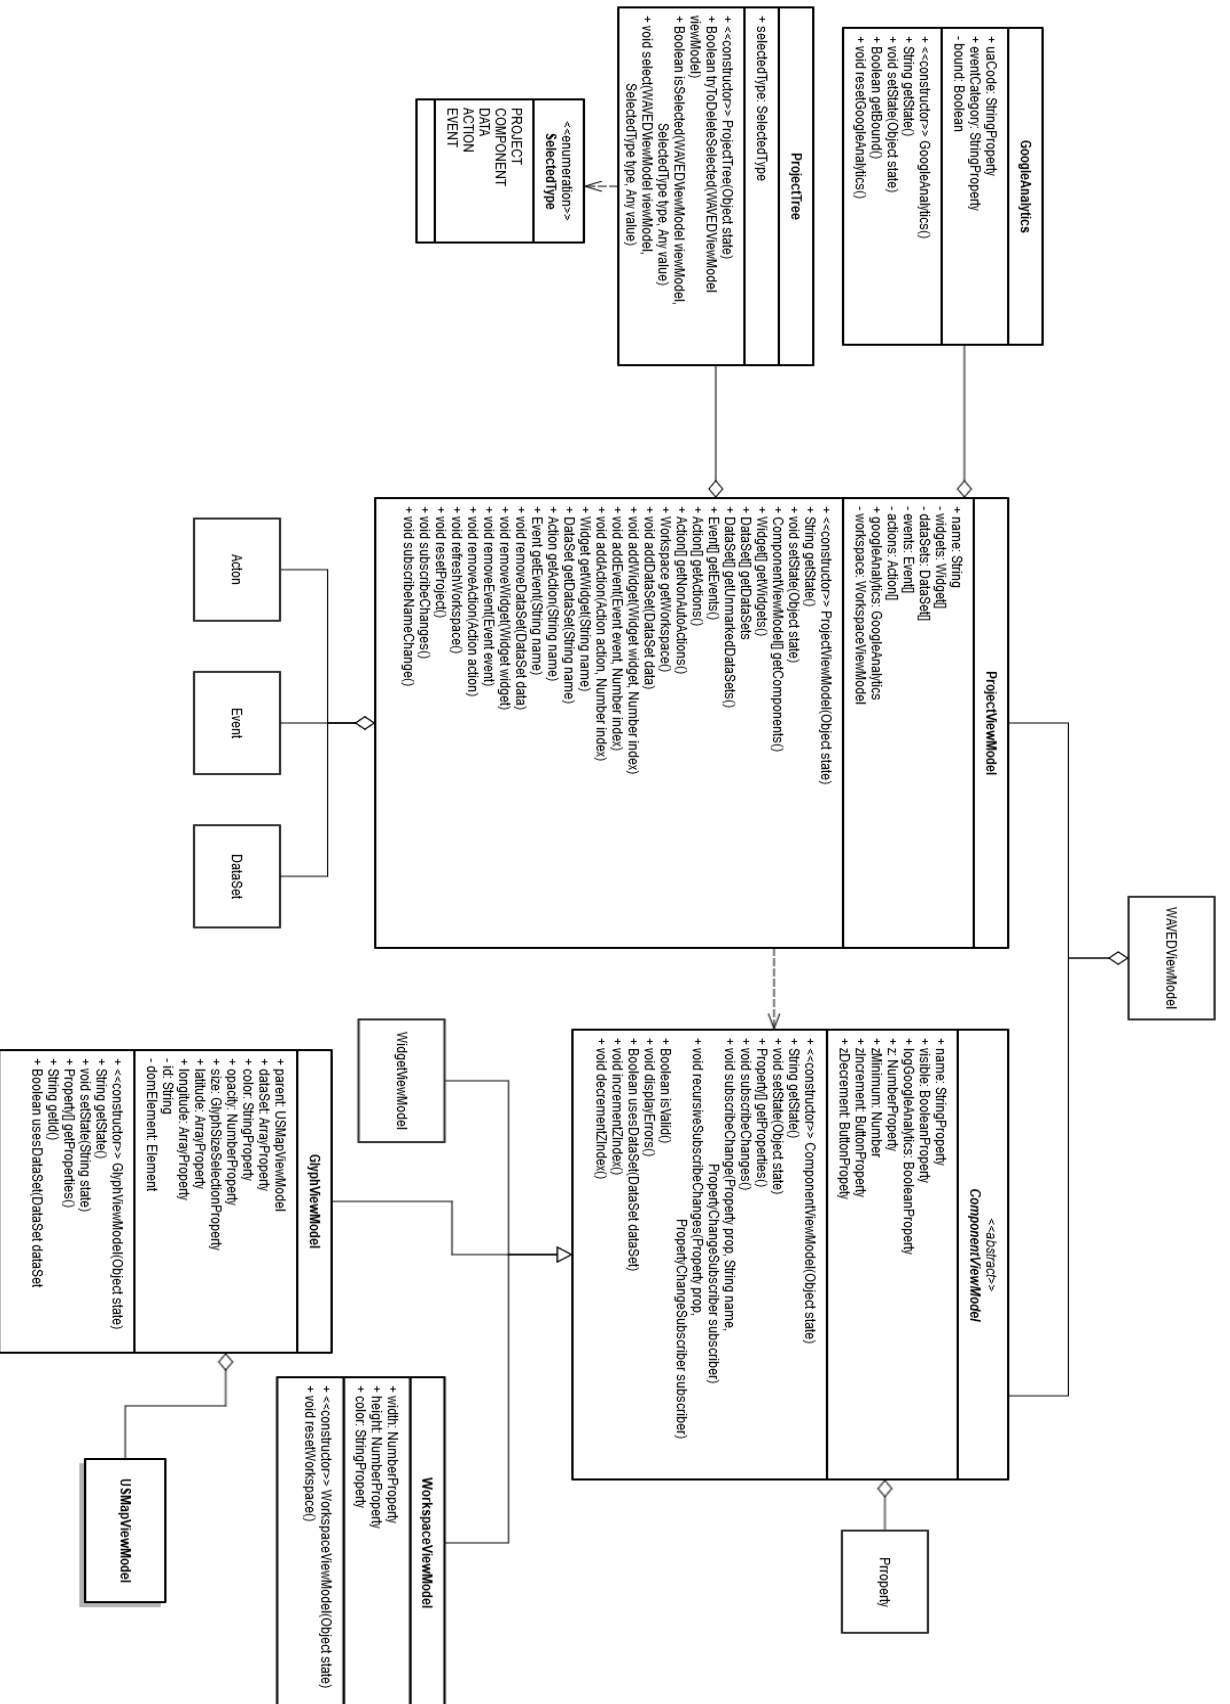 WAVEDViewModel
GoogleAnalytics
+ uaCode: StringProperty
+ eventCategory: StringProperty
- bound: Boolean
+ <<constructor>> GoogleAnalytics()
+ String getState()
+ void setState(Object state)
+ Boolean getBound()
+ void resetGoogleAnalytics()
ProjectViewModel
+ name: String
- widgets: Widget[]
- dataSets: DataSet[]
- events: Event[]
- actions: Action[]
+ googleAnalytics: GoogleAnalytics
- workspace: WorkspaceViewModel
+ <<constructor>> ProjectViewModel(Object state)
+ String getState()
+ void setState(Object state)
+ ComponentViewModel[] getComponents()
+ Widget[] getWidgets()
+ DataSet[] getDataSets
+ DataSet[] getUnmarkedDataSets()
+ Event[] getEvents()
+ Action[] getActions()
+ Action[] getNonAutoActions()
+ Workspace getWorkspace()
+ void addDataSet(DataSet data)
+ void addWidget(Widget widget, Number index)
+ void addEvent(Event event, Number index)
+ void addAction(Action action, Number index)
+ Widget getWidget(String name)
+ DataSet getDataSet(String name)
+ Action getAction(String name)
+ Event getEvent(String name)
+ void removeDataSet(DataSet data)
+ void removeWidget(Widget widget)
+ void removeEvent(Event event)
+ void removeAction(Action action)
+ void refreshWorkspace()
+ void resetProject()
+ void subscribeChanges()
+ void subscribeNameChange()
<<abstract>>
ComponentViewModel
+ name: StringProperty
+ visible: BooleanProperty
+ logGoogleAnalytics: BooleanProperty
+ z: NumberProperty
+ zMinimum: Number
+ zIncrement: ButtonProperty
+ zDecrement: ButtonPropety
+ <<constructor>> ComponentViewModel(Object state)
+ String getState()
+ void setState(Object state)
+ Property[] getProperties()
+ void subscribeChanges()
+ void subscribeChange(Property prop, String name,
PropertyChangeSubscriber subscriber)
+ void recursiveSubscribeChanges(Property prop,
PropertyChangeSubscriber subscriber)
+ Boolean isValid()
+ void displayErrors()
+ Boolean usesDataSet(DataSet dataSet)
+ void incrementZIndex()
+ void decrementZIndex()
Prroperty
ProjectTree
+ selectedType: SelectedType
+ <<constructor>> ProjectTree(Object state)
+ Boolean tryToDeleteSelected(WAVEDViewModel
viewModel)
+ Boolean isSelected(WAVEDViewModel viewModel,
SelectedType type, Any value)
+ void select(WAVEDViewModel viewModel,
SelectedType type, Any value)
<<enumeration>>
SelectedType
PROJECT
COMPONENT
DATA
ACTION
EVENT
Acton
Event
DataSet
WidgetViewModel
WorkspaceViewModel
+ width: NumberProperty
+ height: NumberProperty
+ color: StringProperty
+ <<constructor>> WorkspaceViewModel(Object state)
+ void resetWorkspace()
GlyphViewModel
+ parent: USMapViewModel
+ dataSet: ArrayProperty
+ color: StringProperty
+ opacity: NumberProperty
+ size: GlyphSizeSelectionProperty
+ latitude: ArrayProperty
+ longitude: ArrayProperty
- id: String
- domElement: Element
+ <<constructor>> GlyphViewModel(Object state)
+ String getState()
+ void setState(String state)
+ Property[] getProperties()
+ String getId()
+ Boolean usesDataSet(DataSet dataSet
USMapViewModel